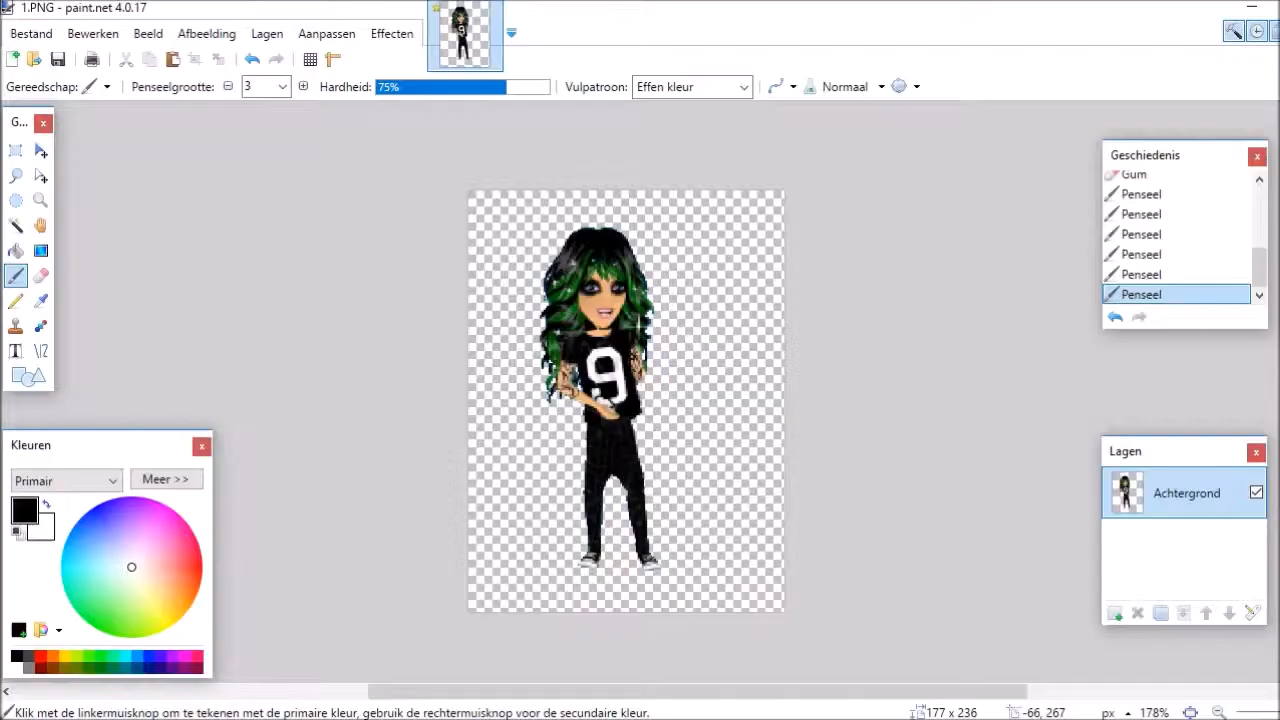 1.PNG - paint.net 4.0.17
Bestand Bewerken Beeld Afbeelding Lagen Aanpassen Effecten
Gereedschap: Penseelgrootte: 3 Hardheid: 75% Vulpatroon: Effen kleur Normaal
G...
Geschiedenis
Gum
Penseel
Penseel
Penseel
Penseel
Penseel
Penseel
9
Kleuren
Primair Meer >>
Lagen
Achtergrond
Klik met de linkermuisknop om te tekenen met de primaire kleur, gebruik de rechtermuisknop voor de secundaire kleur. 177 x 236 -66, 267 px 178%